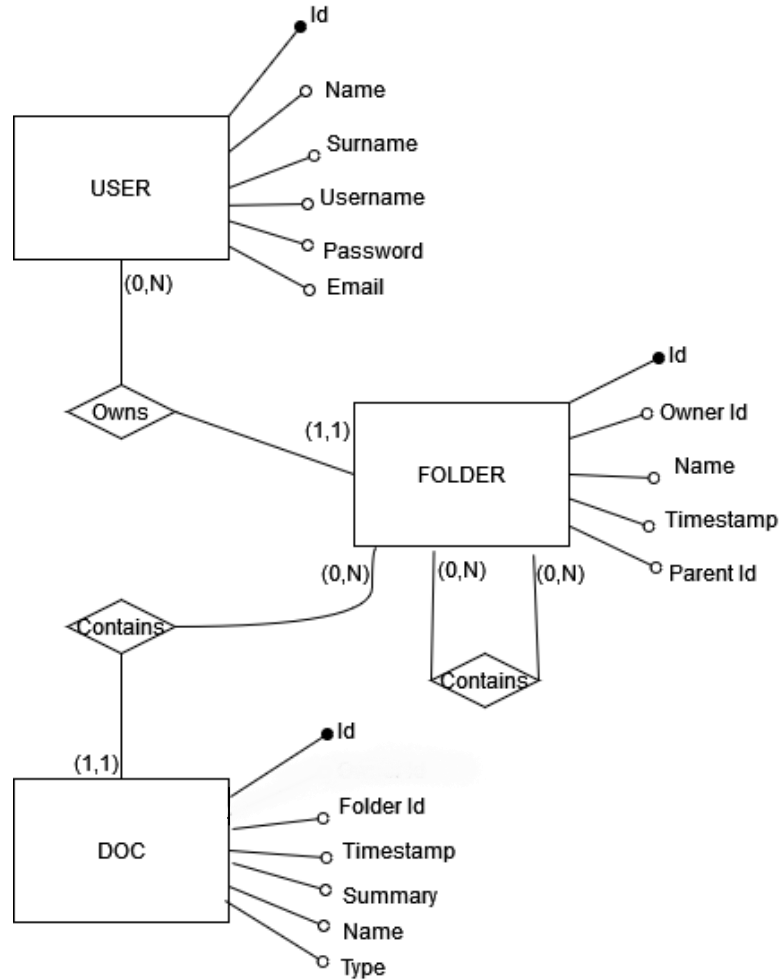 Id
Name
Surname
USER
Username
Password
Email
(0,N)
Id
Owns
Owner Id
(1,1)
FOLDER
Name
Timestamp
Parent Id
(0,N)
(0,N)
(0,N)
Contains
Contains
Id
(1,1)
Folder Id
Timestamp
DOC
Summary
Name
Type